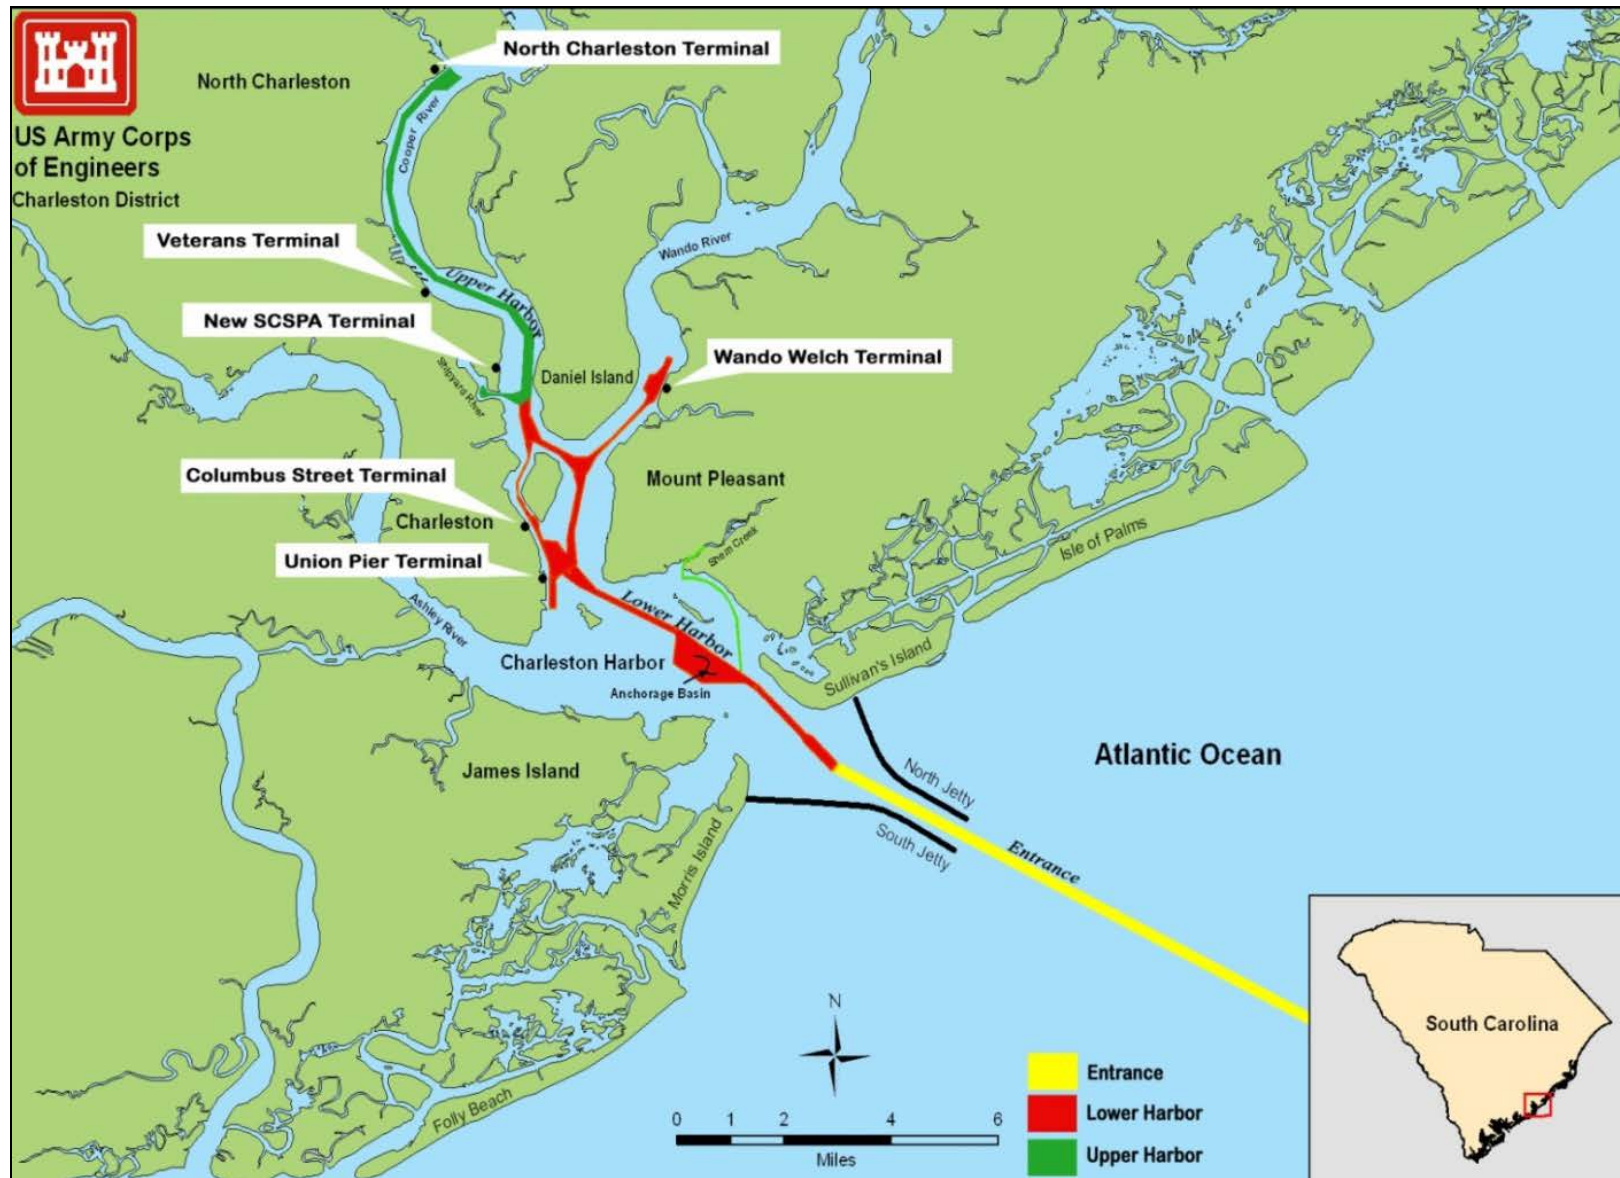 North Charleston Terminal
North Charleston
US Army Corps
of Engineers
Charleston District
Cooper River
Veterans Terminal
Upper Harbor
Wando River
New SCSPA Terminal
Wando Welch Terminal
Daniel Island
Shipyard River
Columbus Street Terminal
Mount Pleasant
Charleston
Shem Creek
Isle of Palms
Union Pier Terminal
Ashley River
Lower Harbor
Charleston Harbor
Sullivan's Island
Anchorage Basin
Atlantic Ocean
James Island
North Jetty
South Jetty
Entrance
Morris Island
Folly Beach
N
0 1 2 4 6
Miles
Entrance
Lower Harbor
Upper Harbor
South Carolina